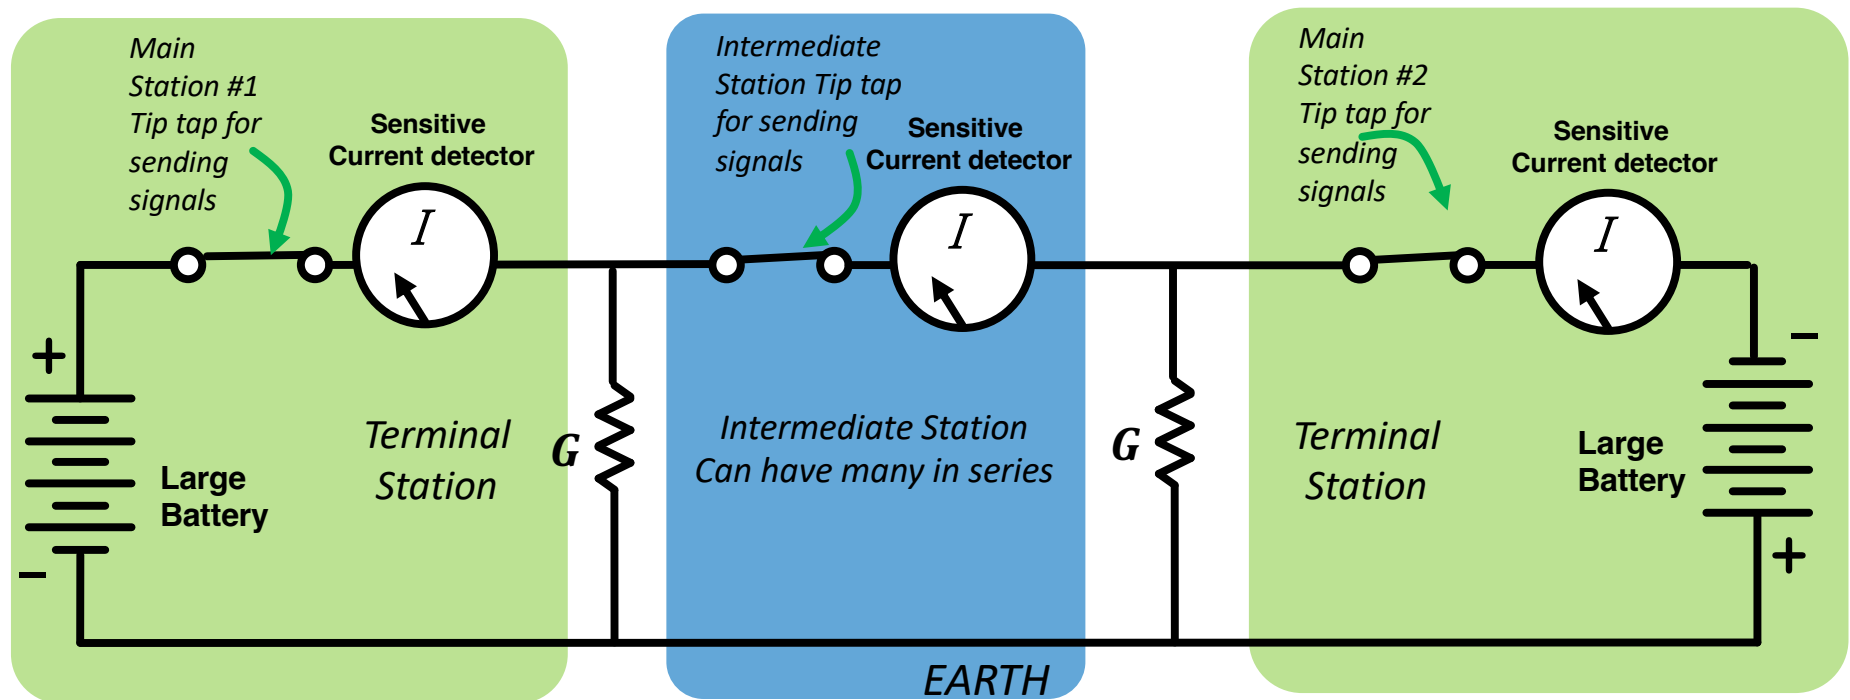 Main
Station #1
Tip tap for
sending
signals
Sensitive
Current detector
I
+
Large
Battery
–
Terminal
Station
G
Intermediate
Station Tip tap
for sending
signals
Sensitive
Current detector
I
Intermediate Station
Can have many in series
EARTH
G
Main
Station #2
Tip tap for
sending
signals
Sensitive
Current detector
I
–
Terminal
Station
Large
Battery
+